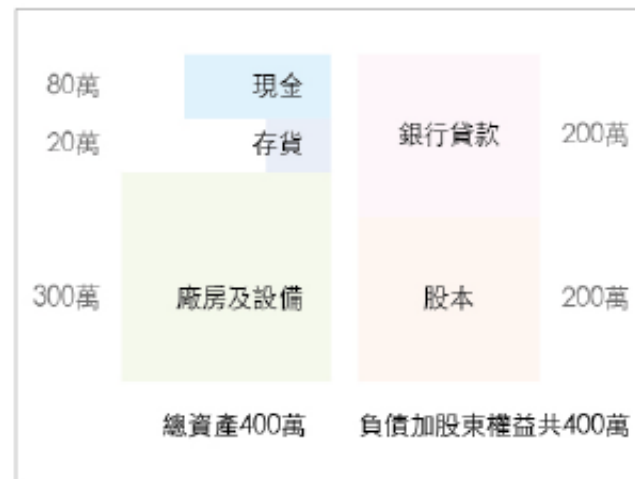 80萬 現金
20萬 存貨
300萬 廠房及設備
總資產400萬
銀行貸款 200萬
股本 200萬
負債加股東權益共400萬